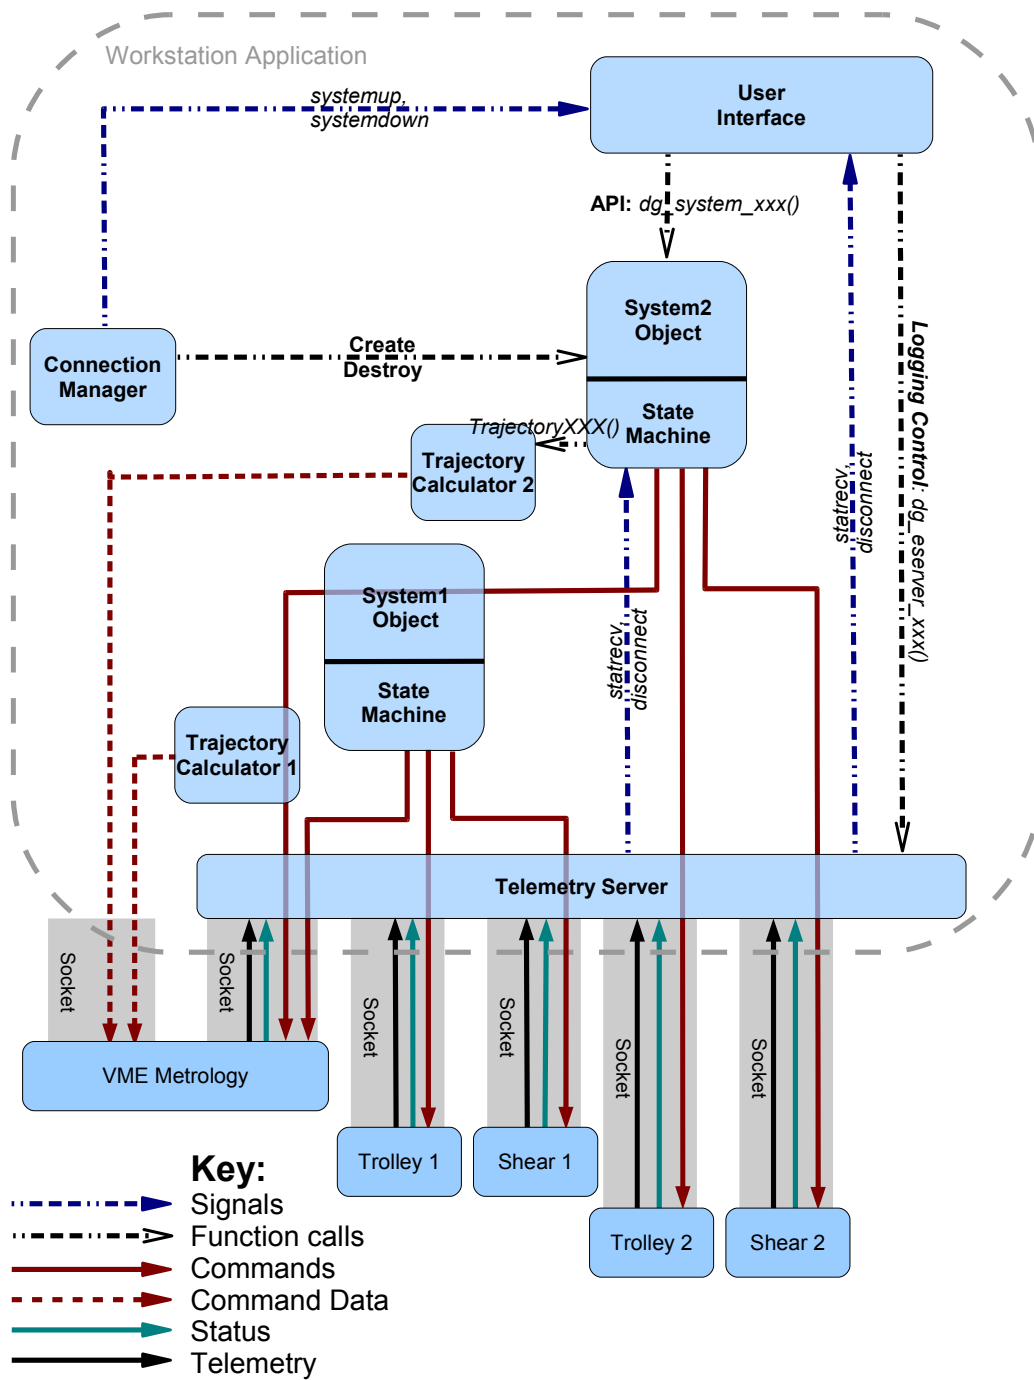 Workstation Application
systemup,
systemdown
User
Interface
API: dg_system_xxx()
System2
Object
Connection
Manager
Create
Destroy
State
Machine
TrajectoryXXX()
Trajectory
Calculator 2
Logging Control: dg_eserver_xxx()
statrecv,
disconnect
System1
Object
statrecv,
disconnect
State
Machine
Trajectory
Calculator 1
Telemetry Server
Socket
Socket
Socket
Socket
Socket
Socket
VME Metrology
Trolley 1
Shear 1
Trolley 2
Shear 2
Key:
Signals
Function calls
Commands
Command Data
Status
Telemetry